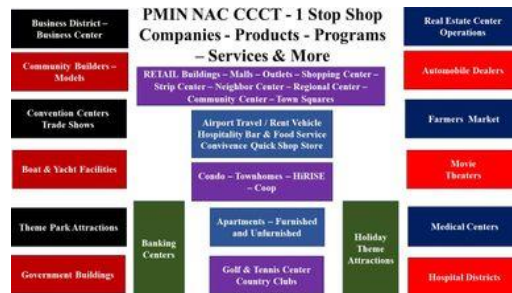 PMIN NAC CCCT - 1 Stop Shop
Companies - Products - Programs
– Services & More
Business District –
Business Center
Community Builders –
Models
Convention Centers
Trade Shows
Boat & Yacht Facilities
Theme Park Attractions
Government Buildings
RETAIL Buildings – Malls – Outlets – Shopping Center –
Strip Center – Neighbor Center – Regional Center –
Community Center – Town Squares
Airport Travel / Rent Vehicle
Hospitality Bar & Food Service
Convivence Quick Shop Store
Condo – Townhomes – HiRISE –
Coop
Banking
Centers
Apartments – Furnished
and Unfurnished
Golf & Tennis Center
Country Clubs
Holiday
Theme
Attractions
Real Estate Center
Operations
Automobile Dealers
Farmers Market
Movie
Theaters
Medical Centers
Hospital Districts